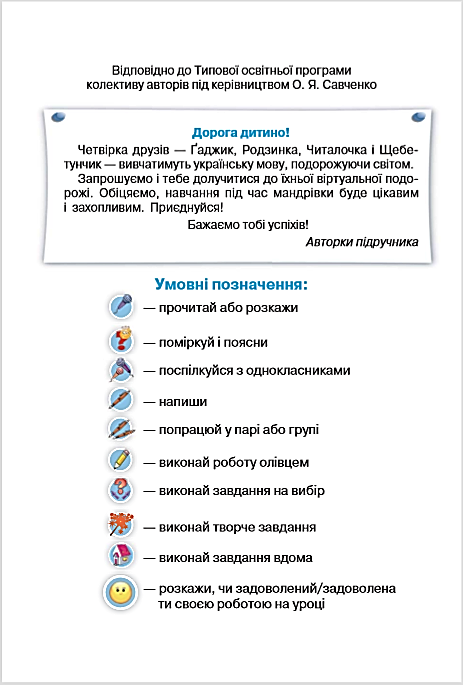 Відповідно до Типової освітньої програми
колективу авторів під керівництвом О. Я. Савченко
Дорога дитино!
Четвірка друзів — Ґаджик, Родзинка, Читалочка і Щебе-
тунчик — вивчатимуть українську мову, подорожуючи світом.
Запрошуємо і тебе долучитися до їхньої віртуальної подо-
рожі. Обіцяємо, навчання під час мандрівки буде цікавим
і захопливим. Приєднуйся!
Бажаємо тобі успіхів!
Авторки підручника
Умовні позначення:
— прочитай або розкажи
— поміркуй і поясни
— поспілкуйся з однокласниками
— напиши
— попрацюй у парі або групі
— виконай роботу олівцем
— виконай завдання на вибір
— виконай творче завдання
— виконай завдання вдома
— розкажи, чи задоволений/задоволена
ти своєю роботою на уроці